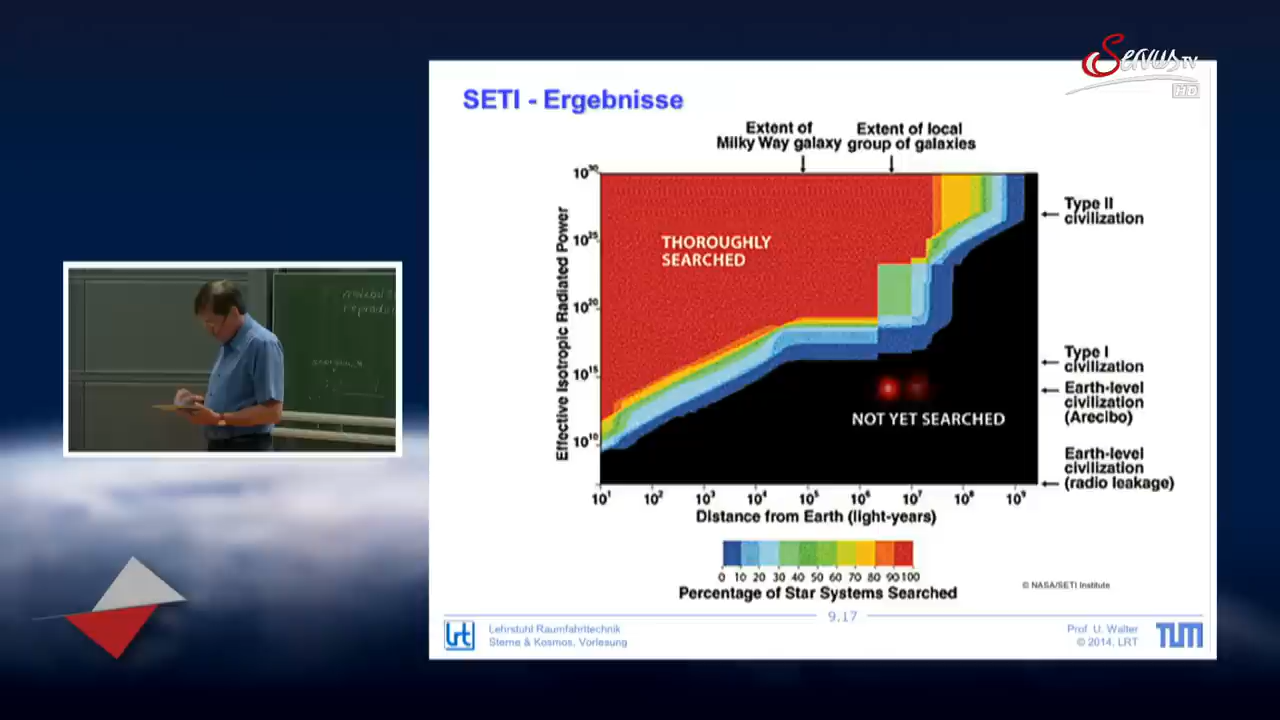 Servus TV
HD
SETI - Ergebnisse
Extent of
Milky Way galaxy
Extent of local
group of galaxies
Effective Isotropic Radiated Power
10³⁰
10²⁵
10²⁰
10¹⁵
10¹⁰
THOROUGHLY
SEARCHED
NOT YET SEARCHED
Type II
civilization
Type I
civilization
Earth-level
civilization
(Arecibo)
Earth-level
civilization
(radio leakage)
10¹ 10² 10³ 10⁴ 10⁵ 10⁶ 10⁷ 10⁸ 10⁹
Distance from Earth (light-years)
0 10 20 30 40 50 60 70 80 90 100
Percentage of Star Systems Searched
© NASA/SETI Institute
9.17
lrt
Lehrstuhl Raumfahrttechnik
Sterne & Kosmos, Vorlesung
Prof. U. Walter
© 2014, LRT
TUM